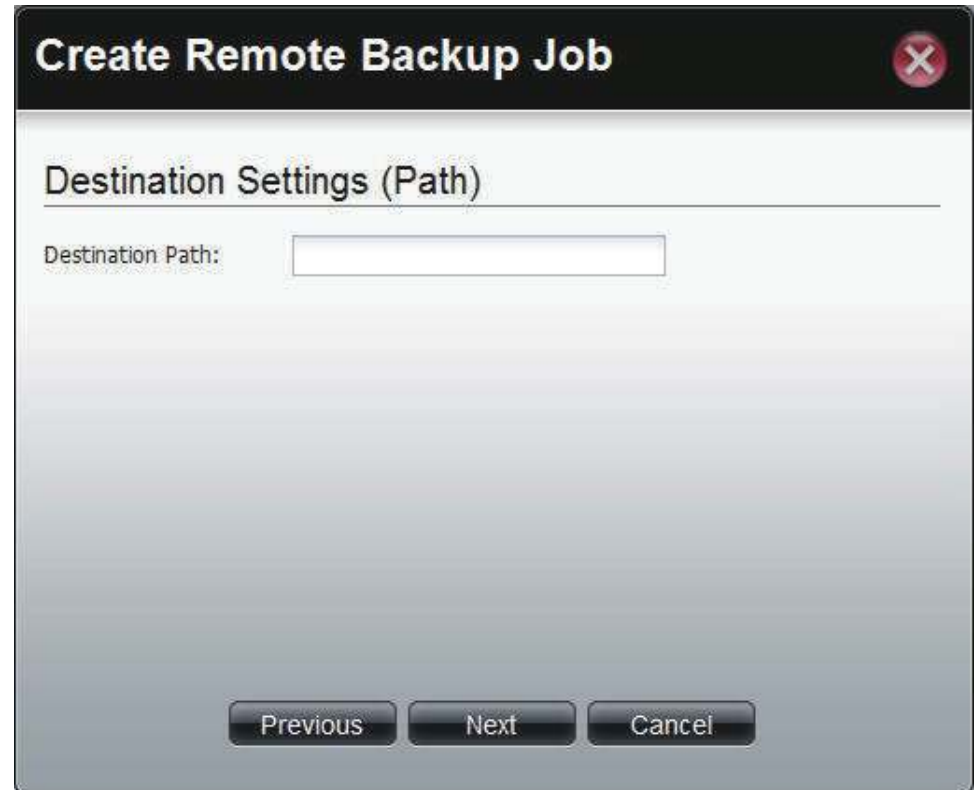 Create Remote Backup Job
Destination Settings (Path)
Destination Path:
Previous Next Cancel